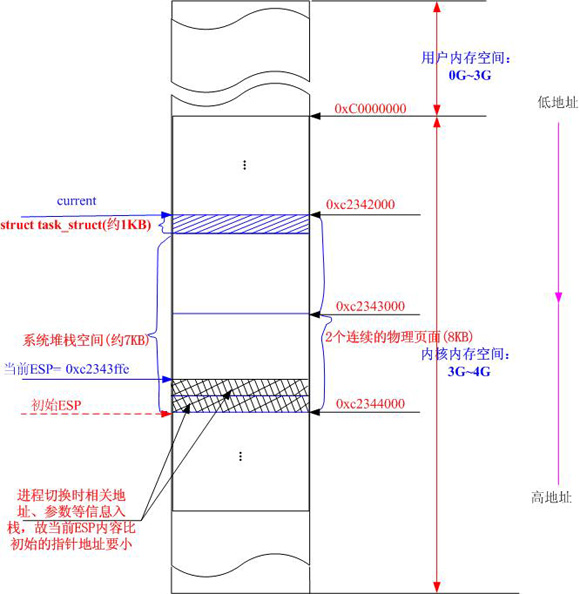 用户内存空间：
0G~3G
低地址
0xC0000000
current
0xc2342000
struct task_struct(约1KB)
0xc2343000
系统堆栈空间(约7KB)
2个连续的物理页面(8KB)
内核内存空间：
3G~4G
当前ESP= 0xc2343ffe
初始ESP
0xc2344000
进程切换时相关地
址、参数等信息入
栈，故当前ESP内容比
初始的指针地址要小
高地址